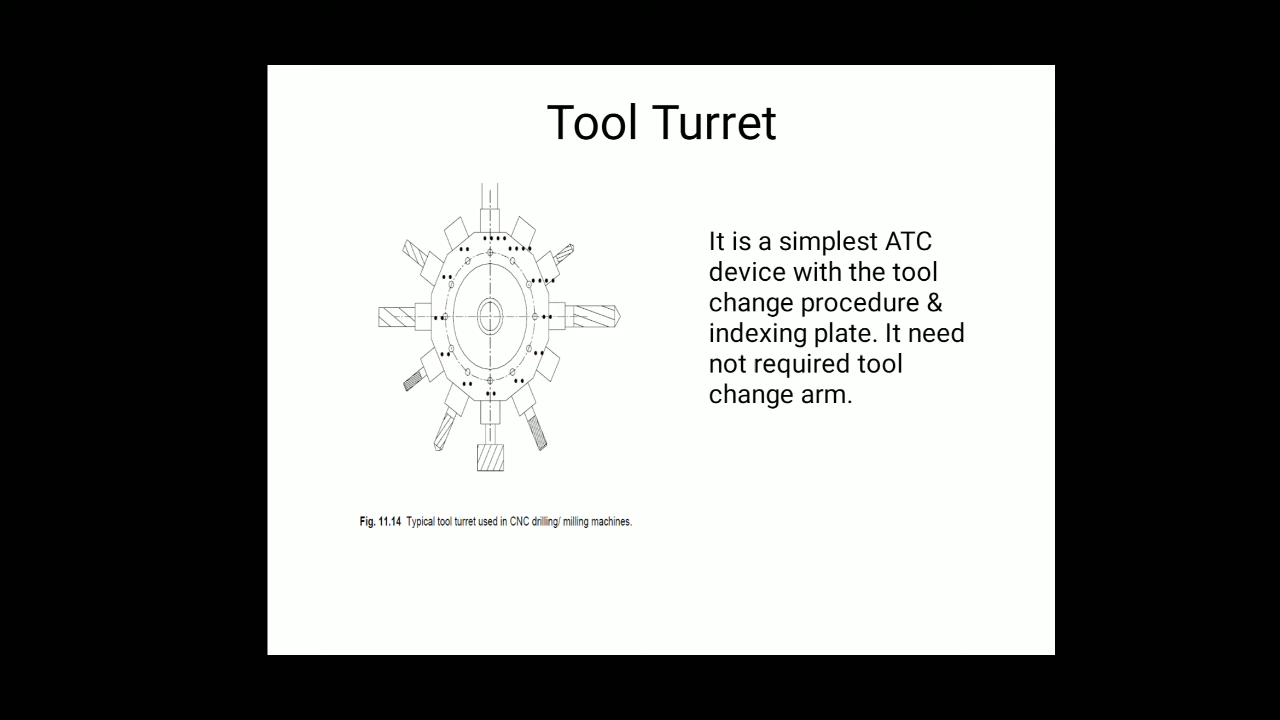 Tool Turret
It is a simplest ATC
device with the tool
change procedure &
indexing plate. It need
not required tool
change arm.
Fig. 11.14 Typical tool turret used in CNC drilling/ milling machines.